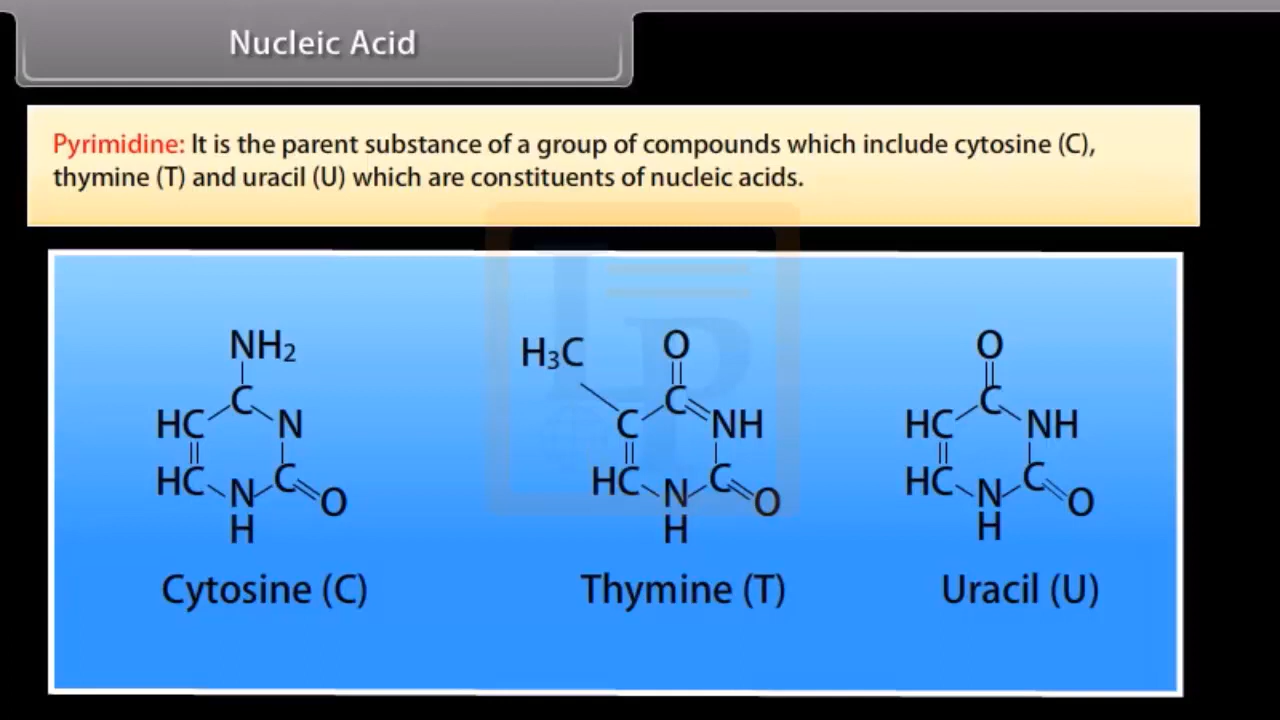 Nucleic Acid
Pyrimidine: It is the parent substance of a group of compounds which include cytosine (C),
thymine (T) and uracil (U) which are constituents of nucleic acids.
NH₂
C
HC N
HC C
N O
H
Cytosine (C)
H₃C O
C
C NH
HC C
N O
H
Thymine (T)
O
C
HC NH
HC C
N O
H
Uracil (U)